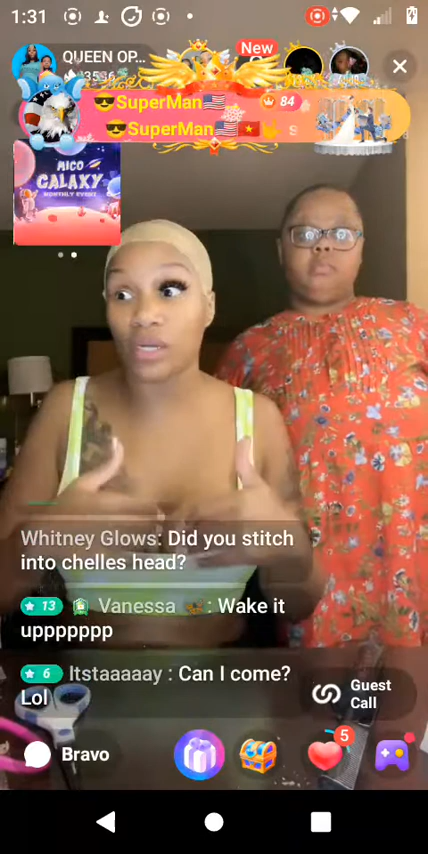 1:31
QUEEN OP...
New
😎SuperMan🇺🇸 84
😎SuperMan🇺🇸🇻🇳🤟 s
MICO
GALAXY
MONTHLY EVENT
Whitney Glows: Did you stitch
into chelles head?
13 Vanessa 🦋: Wake it
upppppppp
6 Itstaaaaay : Can I come?
Lol
Guest
Call
Bravo
5